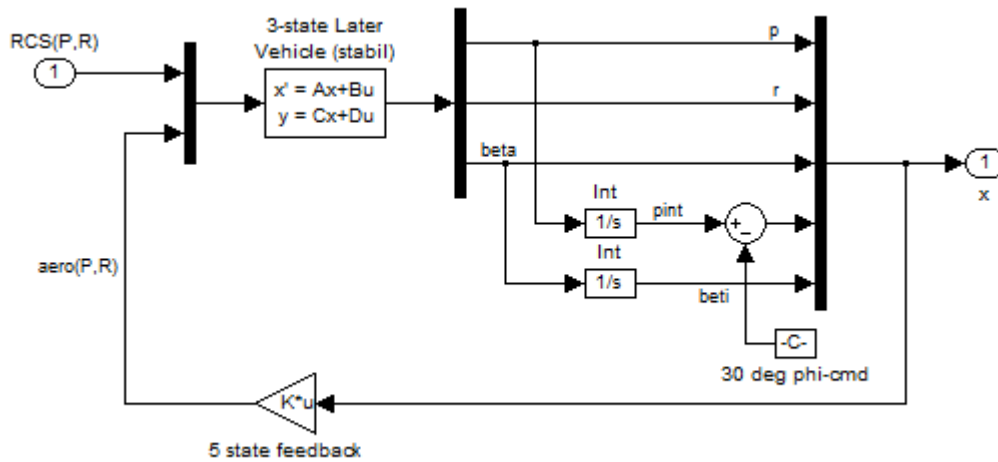 3-state Later
Vehicle (stabil)
RCS(P,R)
1
x' = Ax+Bu
y = Cx+Du
p
r
beta
1
x
Int
1/s
pint
+
-
Int
1/s
beti
aero(P,R)
-C-
30 deg phi-cmd
K*u
5 state feedback